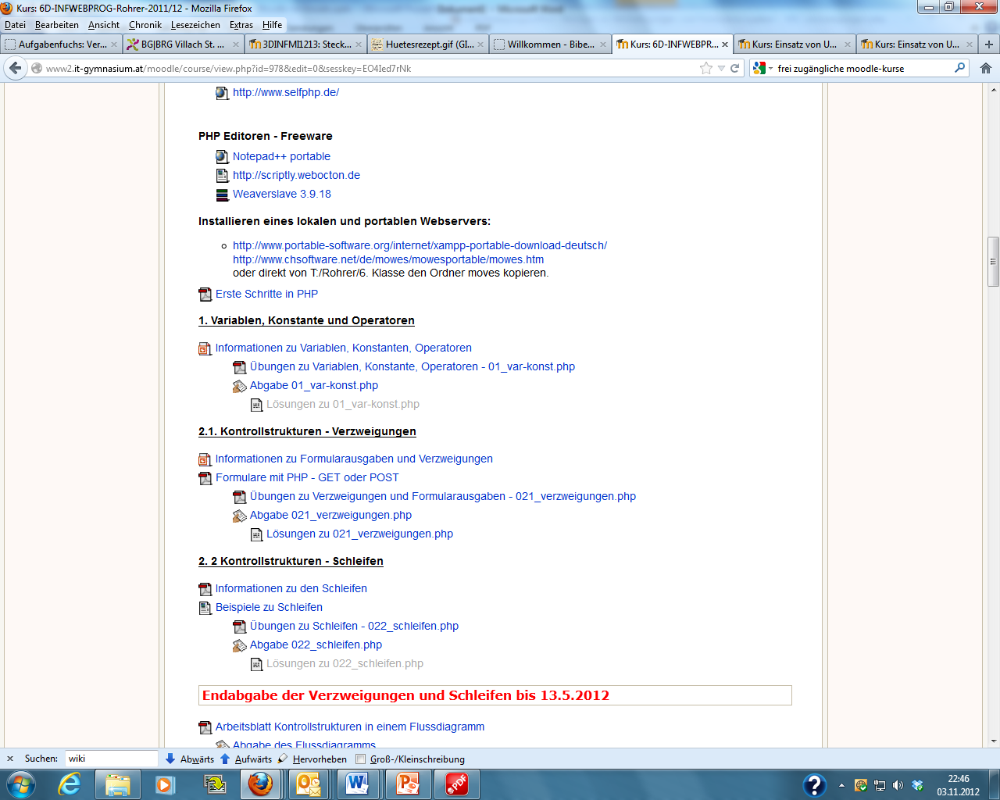 Kurs: 6D-INFWEBPROG-Rohrer-2011/12 - Mozilla Firefox
Datei Bearbeiten Ansicht Chronik Lesezeichen Extras Hilfe
Aufgabenfuchs: Ver... BG|BRG Villach St. ... 3DINFMI1213: Steck... Huetesrezept.gif (GI... Willkommen - Bibe... Kurs: 6D-INFWEBPR... Kurs: Einsatz von U... Kurs: Einsatz von U...
www2.it-gymnasium.at/moodle/course/view.php?id=978&edit=0&sesskey=EO4Ied7rNk
frei zugängliche moodle-kurse
http://www.selfphp.de/
PHP Editoren - Freeware
Notepad++ portable
http://scriptly.webocton.de
Weaverslave 3.9.18
Installieren eines lokalen und portablen Webservers:
http://www.portable-software.org/internet/xampp-portable-download-deutsch/
http://www.chsoftware.net/de/mowes/mowesportable/mowes.htm
oder direkt von T:/Rohrer/6. Klasse den Ordner moves kopieren.
Erste Schritte in PHP
1. Variablen, Konstante und Operatoren
Informationen zu Variablen, Konstanten, Operatoren
Übungen zu Variablen, Konstante, Operatoren - 01_var-konst.php
Abgabe 01_var-konst.php
Lösungen zu 01_var-konst.php
2.1. Kontrollstrukturen - Verzweigungen
Informationen zu Formularausgaben und Verzweigungen
Formulare mit PHP - GET oder POST
Übungen zu Verzweigungen und Formularausgaben - 021_verzweigungen.php
Abgabe 021_verzweigungen.php
Lösungen zu 021_verzweigungen.php
2. 2 Kontrollstrukturen - Schleifen
Informationen zu den Schleifen
Beispiele zu Schleifen
Übungen zu Schleifen - 022_schleifen.php
Abgabe 022_schleifen.php
Lösungen zu 022_schleifen.php
Endabgabe der Verzweigungen und Schleifen bis 13.5.2012
Arbeitsblatt Kontrollstrukturen in einem Flussdiagramm
Abgabe des Flussdiagramms
Suchen: wiki Abwärts Aufwärts Hervorheben Groß-/Kleinschreibung
22:46
03.11.2012